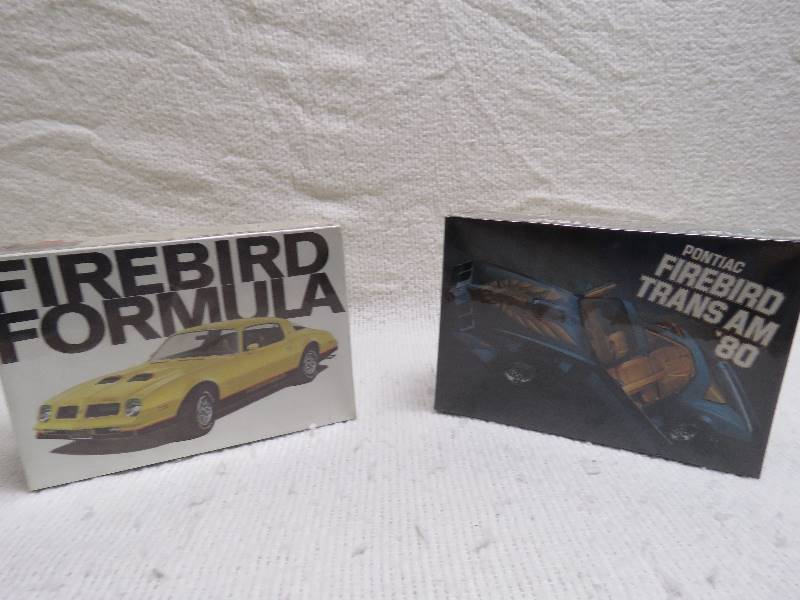 FIREBIRD
FORMULA
PONTIAC
FIREBIRD
TRANS AM
'80